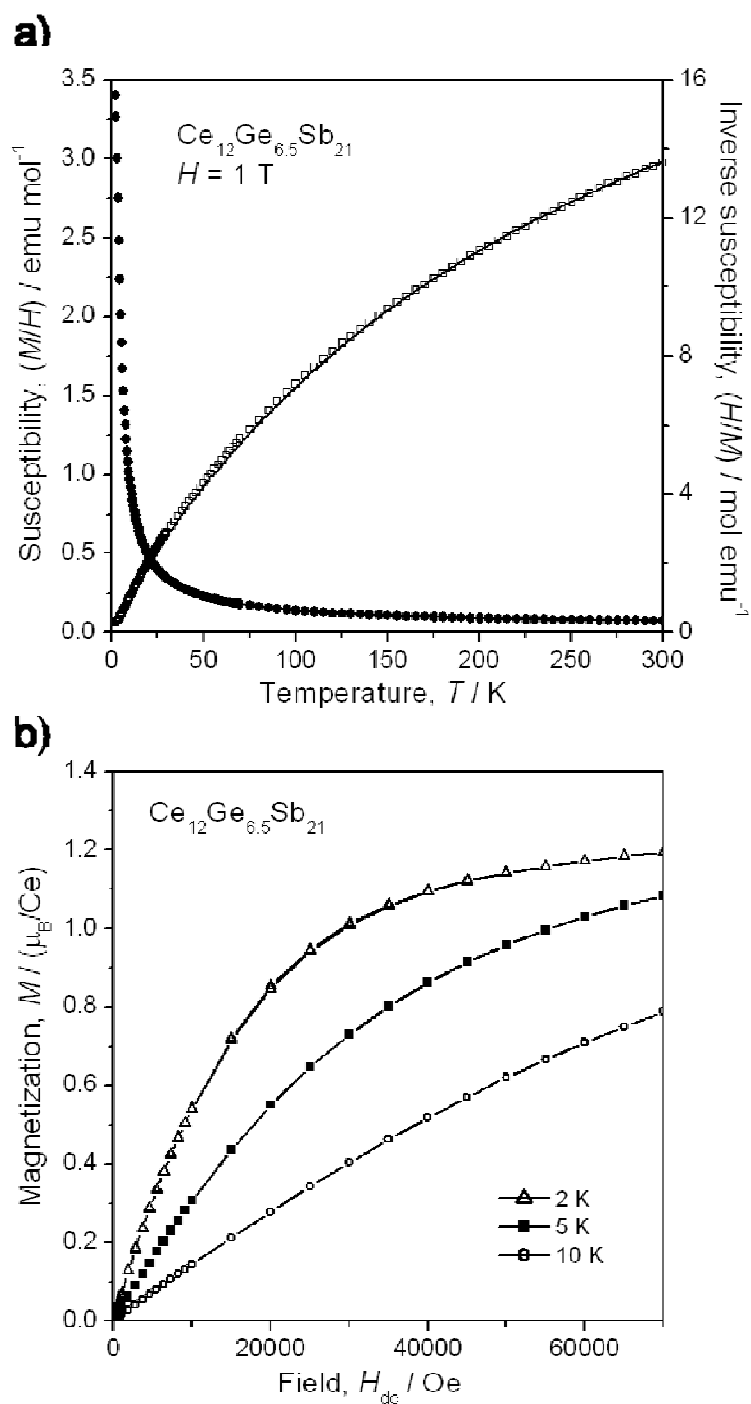 a)
Susceptibility, (M/H) / emu mol⁻¹
3.5
3.0
2.5
2.0
1.5
1.0
0.5
0.0
Ce₁₂Ge₆.₅Sb₂₁
H = 1 T
16
12
8
4
0
Inverse susceptibility, (H/M) / mol emu⁻¹
0 50 100 150 200 250 300
Temperature, T / K
b)
Magnetization, M / (μ_B/Ce)
1.4
1.2
1.0
0.8
0.6
0.4
0.2
0.0
Ce₁₂Ge₆.₅Sb₂₁
2 K
5 K
10 K
0 20000 40000 60000
Field, H_dc / Oe